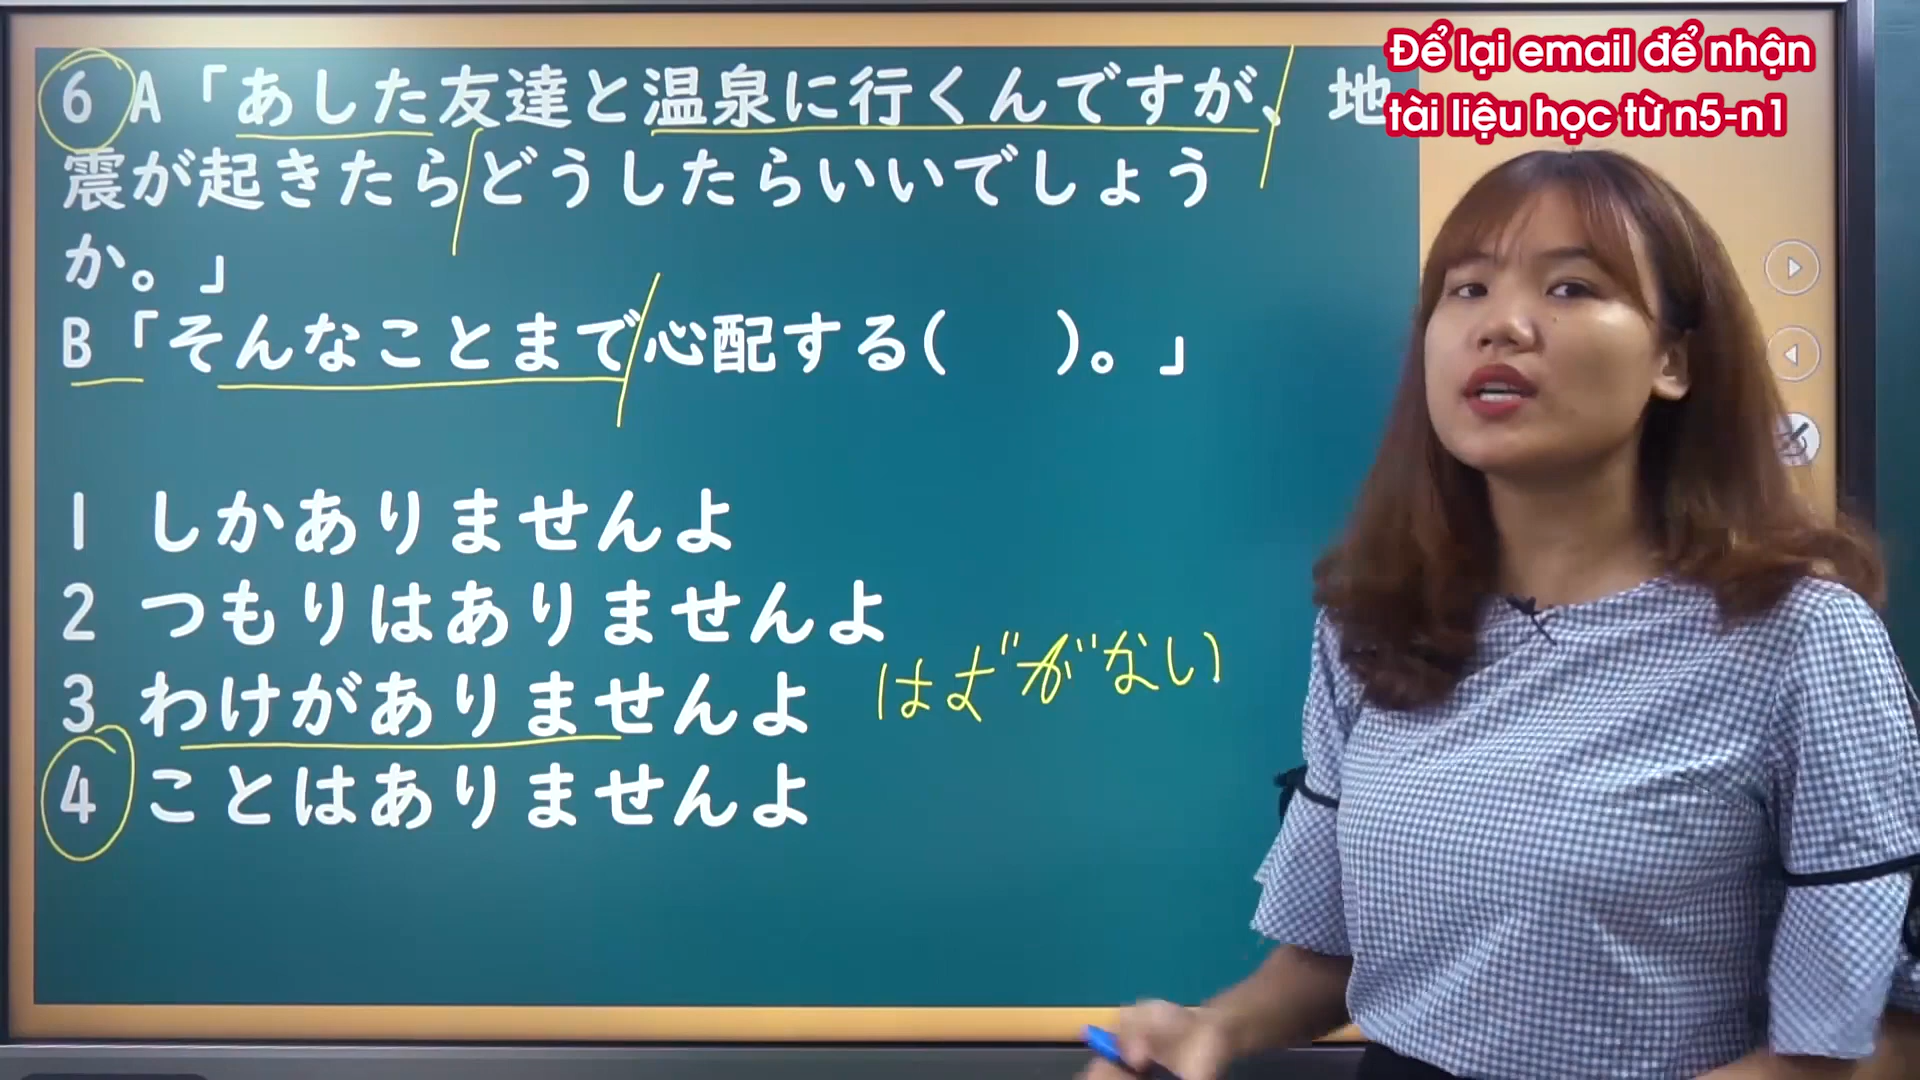 Để lại email để nhận
tài liệu học từ n5-n1
6 A「あした友達と温泉に行くんですが、地
震が起きたらどうしたらいいでしょう
か。」
B「そんなことまで心配する(　　)。」
1 しかありませんよ
2 つもりはありませんよ
3 わけがありませんよ
はずがない
4 ことはありませんよ